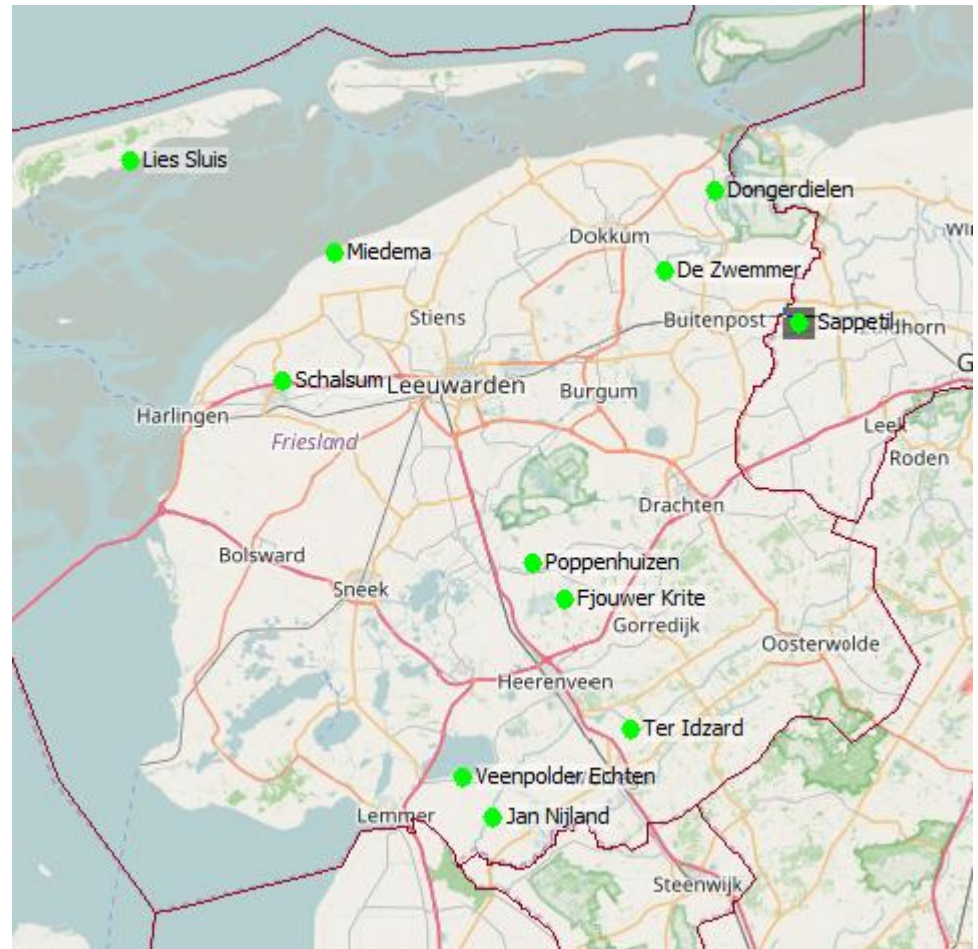 Lies Sluis
Dongerdielen
Dokkum
Miedema
De Zwemmer
Stiens
Buitenpost
Sappetil
Schalsum
Leeuwarden
Burgum
Harlingen
Friesland
Leek
Roden
Drachten
Bolsward
Poppenhuizen
Sneek
Fjouwer Krite
Gorredijk
Oosterwolde
Heerenveen
Ter Idzard
Veenpolder Echten
Lemmer
Jan Nijland
Steenwijk